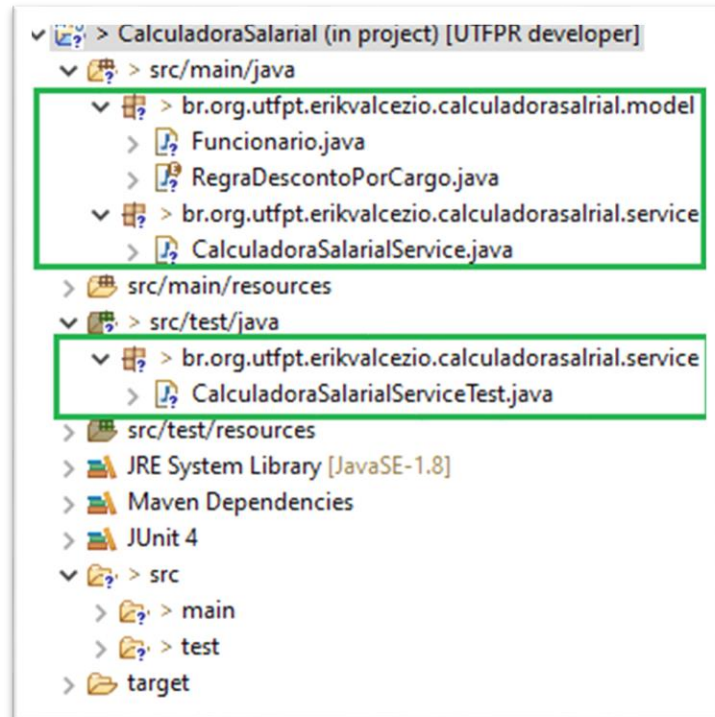 > CalculadoraSalarial (in project) [UTFPR developer]
> src/main/java
> br.org.utfpt.erikvalcezio.calculadorasalrial.model
Funcionario.java
RegraDescontoPorCargo.java
> br.org.utfpt.erikvalcezio.calculadorasalrial.service
CalculadoraSalarialService.java
src/main/resources
> src/test/java
> br.org.utfpt.erikvalcezio.calculadorasalrial.service
CalculadoraSalarialServiceTest.java
src/test/resources
JRE System Library [JavaSE-1.8]
Maven Dependencies
JUnit 4
> src
> main
> test
target